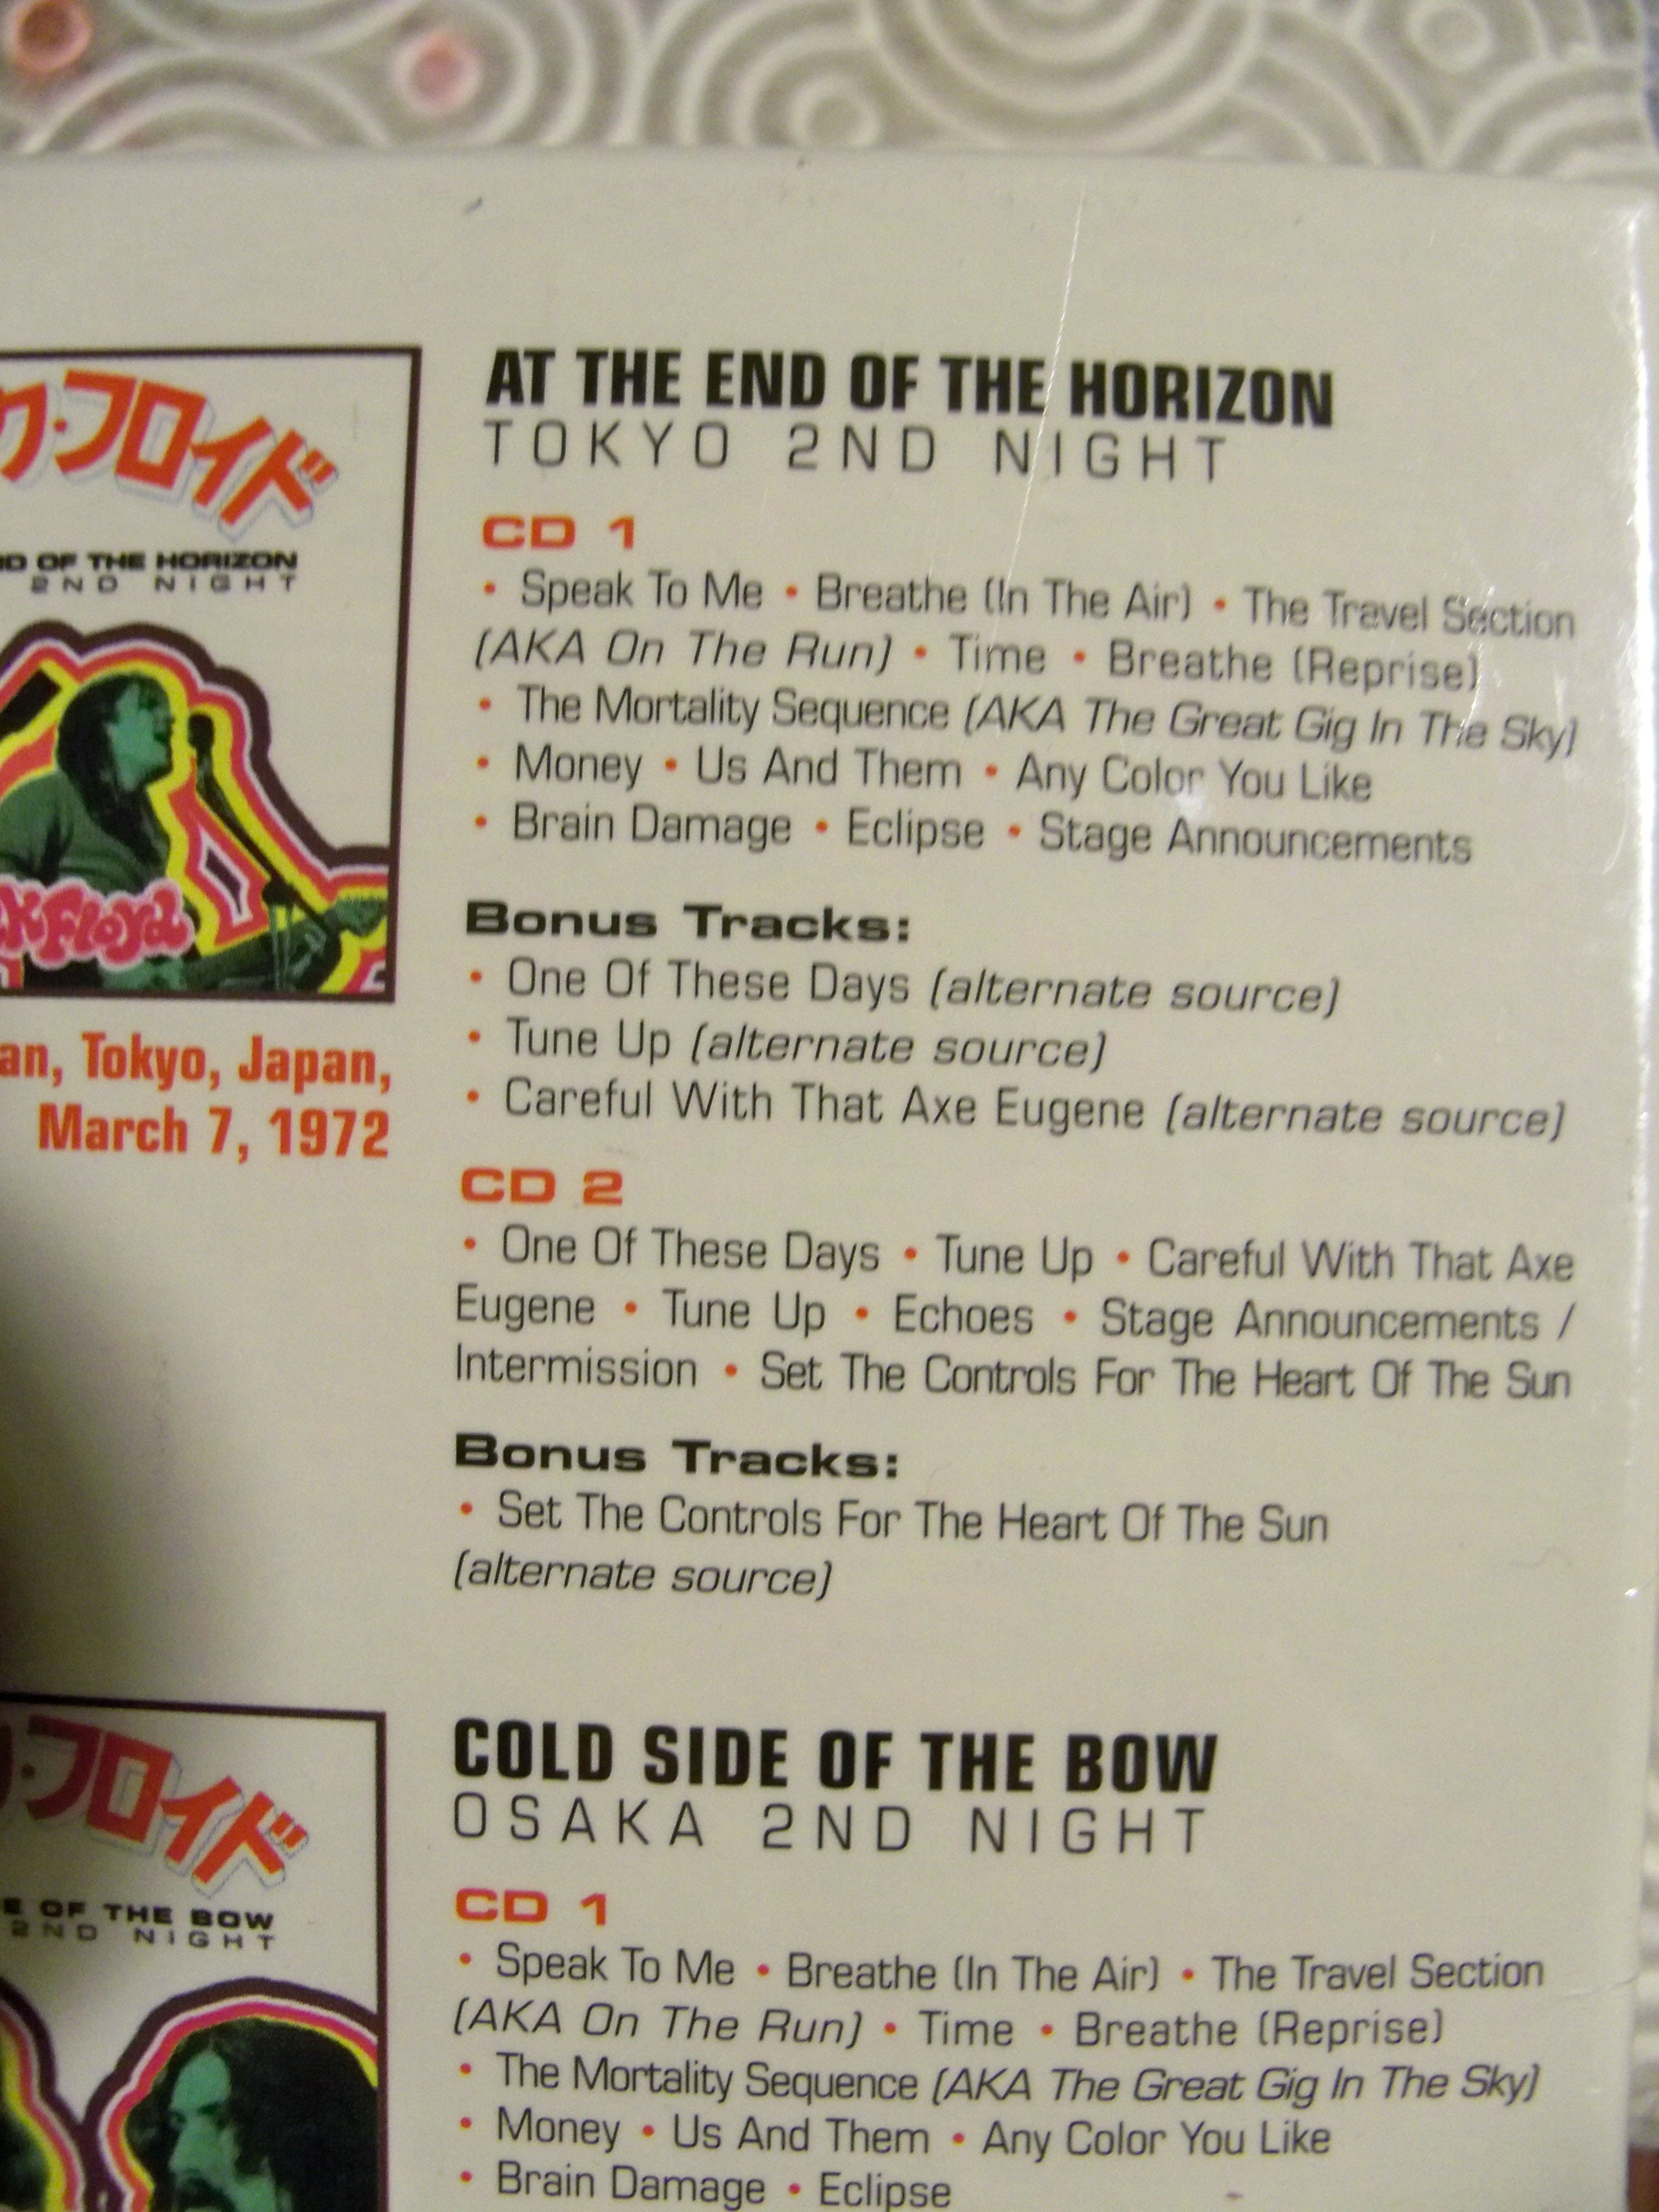 ク・フロイド
OF THE HORIZON
2ND NIGHT
Floyd
Tokyo, Japan,
March 7, 1972
AT THE END OF THE HORIZON
TOKYO 2ND NIGHT
CD 1
• Speak To Me • Breathe (In The Air) • The Travel Section
(AKA On The Run) • Time • Breathe (Reprise)
• The Mortality Sequence (AKA The Great Gig In The Sky)
• Money • Us And Them • Any Color You Like
• Brain Damage • Eclipse • Stage Announcements
Bonus Tracks:
• One Of These Days (alternate source)
• Tune Up (alternate source)
• Careful With That Axe Eugene (alternate source)
CD 2
• One Of These Days • Tune Up • Careful With That Axe
Eugene • Tune Up • Echoes • Stage Announcements /
Intermission • Set The Controls For The Heart Of The Sun
Bonus Tracks:
• Set The Controls For The Heart Of The Sun
(alternate source)
・フロイド
OF THE BOW
2ND NIGHT
COLD SIDE OF THE BOW
OSAKA 2ND NIGHT
CD 1
• Speak To Me • Breathe (In The Air) • The Travel Section
(AKA On The Run) • Time • Breathe (Reprise)
• The Mortality Sequence (AKA The Great Gig In The Sky)
• Money • Us And Them • Any Color You Like
• Brain Damage • Eclipse